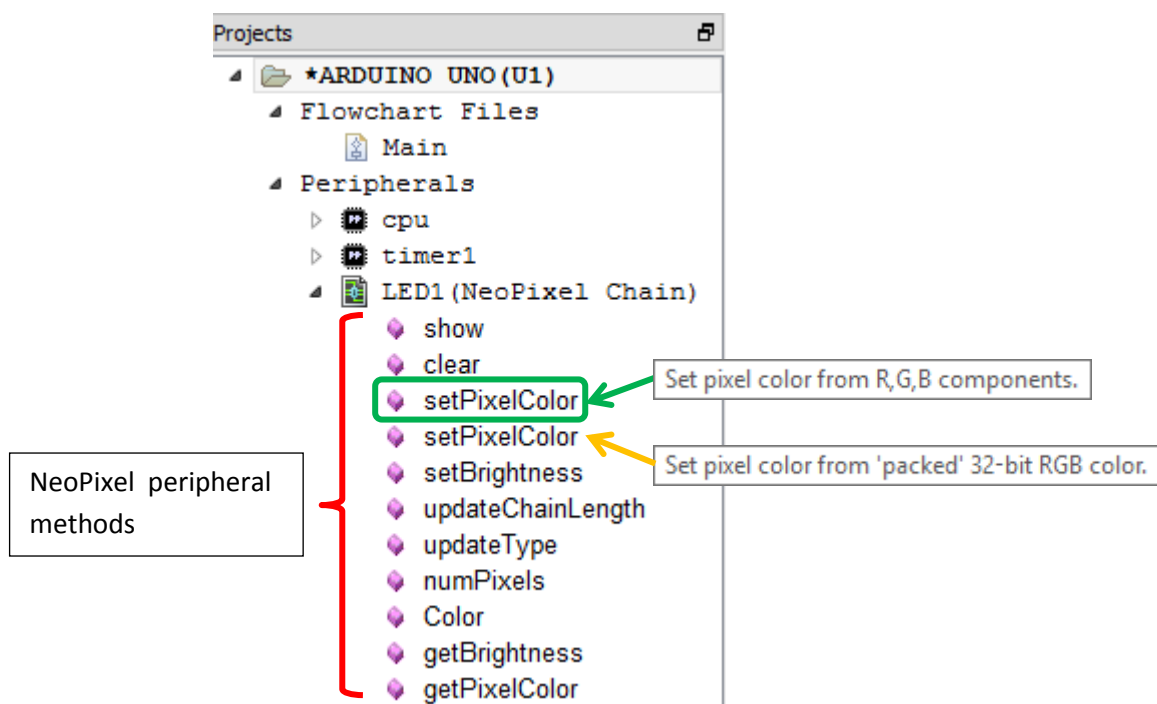 Projects
*ARDUINO UNO(U1)
Flowchart Files
Main
Peripherals
cpu
timer1
LED1(NeoPixel Chain)
show
clear
setPixelColor
Set pixel color from R,G,B components.
setPixelColor
Set pixel color from 'packed' 32-bit RGB color.
setBrightness
NeoPixel peripheral
methods
updateChainLength
updateType
numPixels
Color
getBrightness
getPixelColor